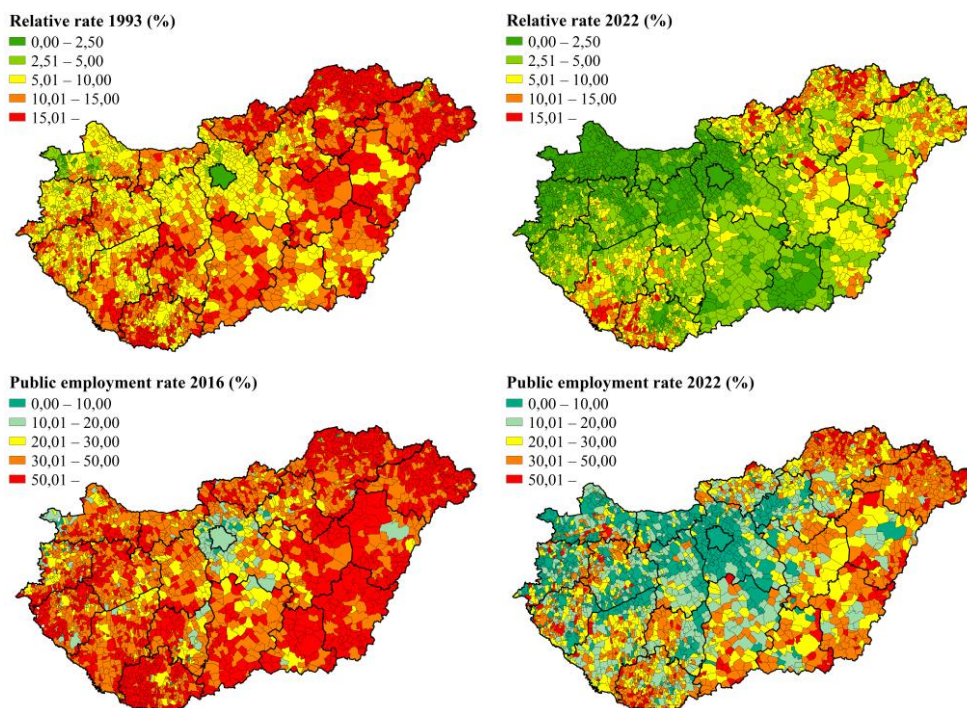 Relative rate 1993 (%)
0,00 – 2,50
2,51 – 5,00
5,01 – 10,00
10,01 – 15,00
15,01 –
Relative rate 2022 (%)
0,00 – 2,50
2,51 – 5,00
5,01 – 10,00
10,01 – 15,00
15,01 –
Public employment rate 2016 (%)
0,00 – 10,00
10,01 – 20,00
20,01 – 30,00
30,01 – 50,00
50,01 –
Public employment rate 2022 (%)
0,00 – 10,00
10,01 – 20,00
20,01 – 30,00
30,01 – 50,00
50,01 –